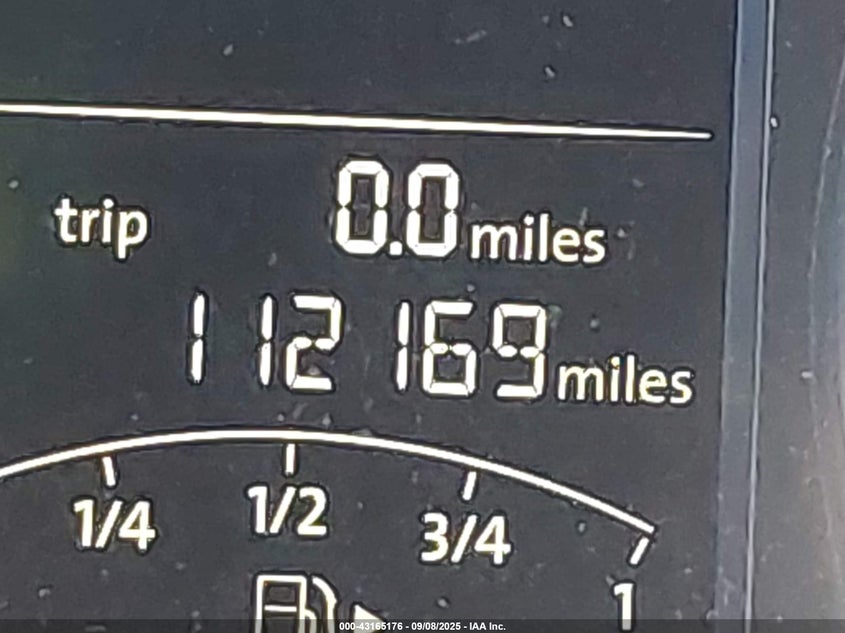 trip 0.0 miles
112169 miles
1/4 1/2 3/4 1
000-43165176 - 09/08/2025 - IAA Inc.